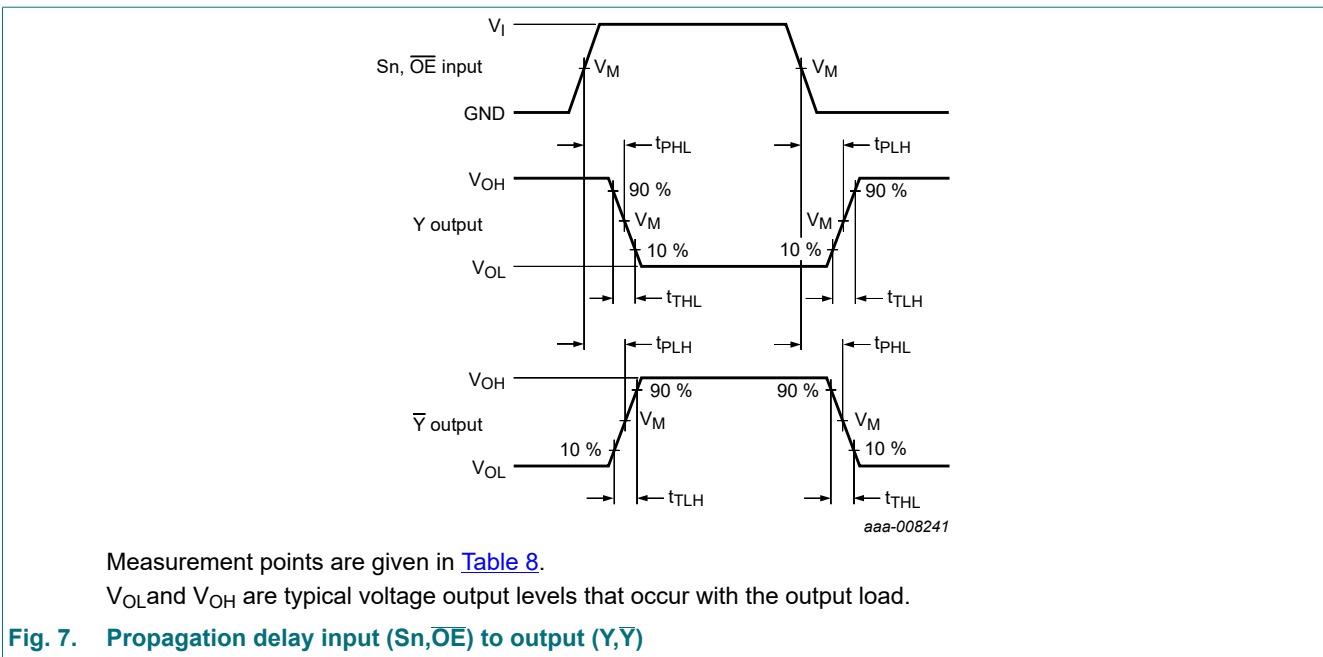 V_I
Sn, O̅E̅ input
V_M
V_M
GND
t_PHL
t_PLH
V_OH
90 %
90 %
Y output
V_M
V_M
10 %
10 %
V_OL
t_THL
t_TLH
t_PLH
t_PHL
V_OH
90 %
90 %
Y̅ output
V_M
V_M
10 %
10 %
V_OL
t_TLH
t_THL
aaa-008241
Measurement points are given in Table 8.
V_OLand V_OH are typical voltage output levels that occur with the output load.
Fig. 7. Propagation delay input (Sn,O̅E̅) to output (Y,Y̅)